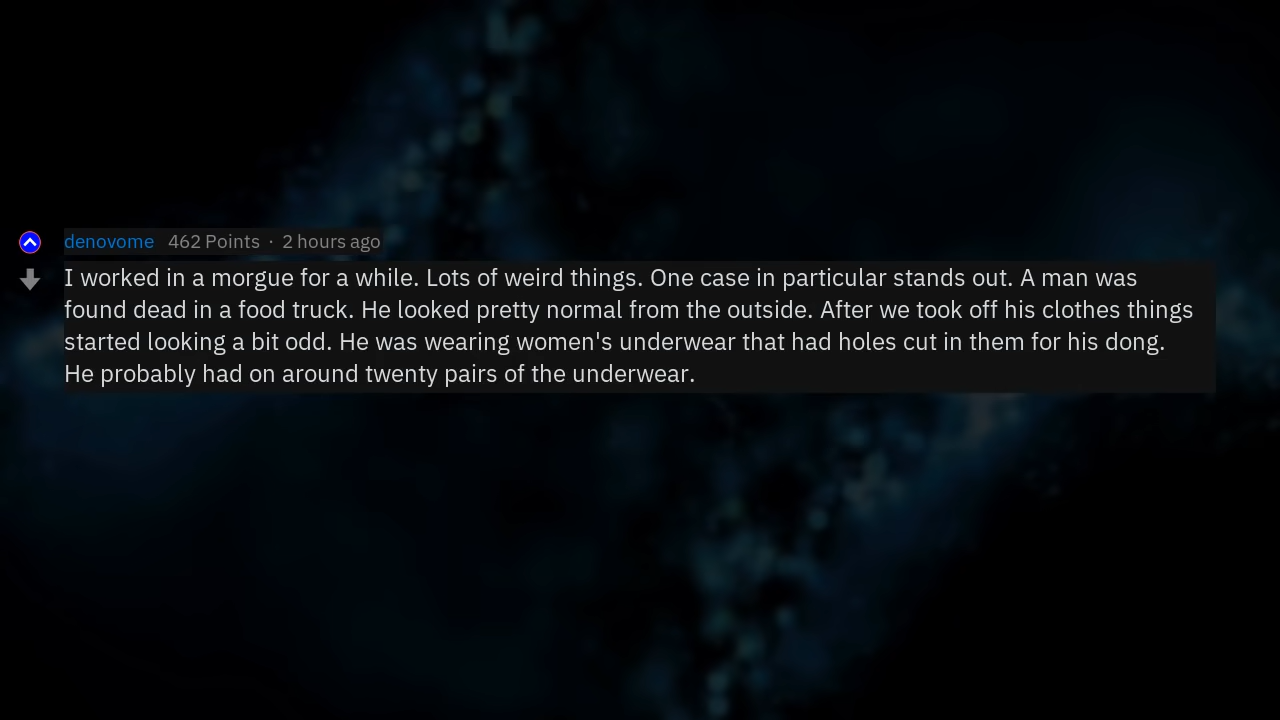 denovome 462 Points · 2 hours ago
I worked in a morgue for a while. Lots of weird things. One case in particular stands out. A man was
found dead in a food truck. He looked pretty normal from the outside. After we took off his clothes things
started looking a bit odd. He was wearing women's underwear that had holes cut in them for his dong.
He probably had on around twenty pairs of the underwear.